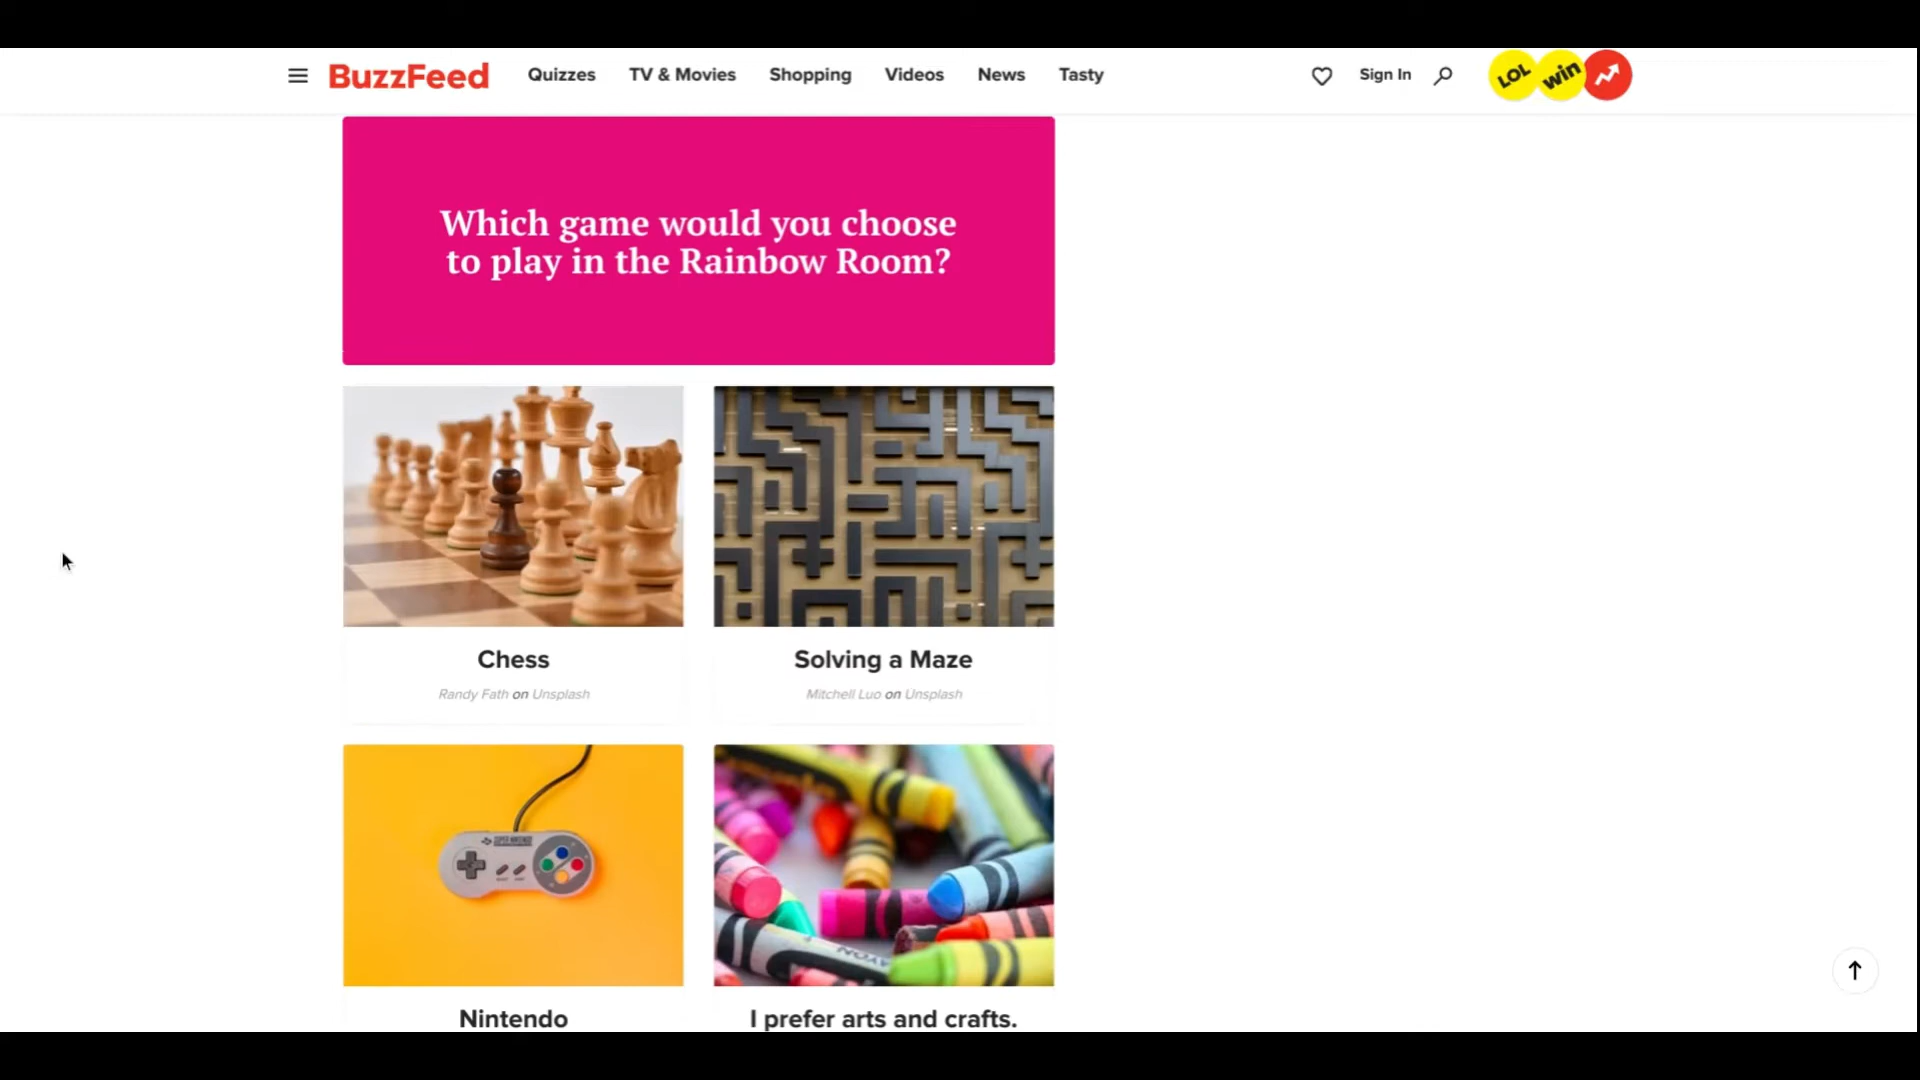 BuzzFeed Quizzes TV & Movies Shopping Videos News Tasty Sign In LOL win
Which game would you choose
to play in the Rainbow Room?
Chess
Randy Fath on Unsplash
Solving a Maze
Mitchell Luo on Unsplash
SUPER NINTENDO
Nintendo
I prefer arts and crafts.